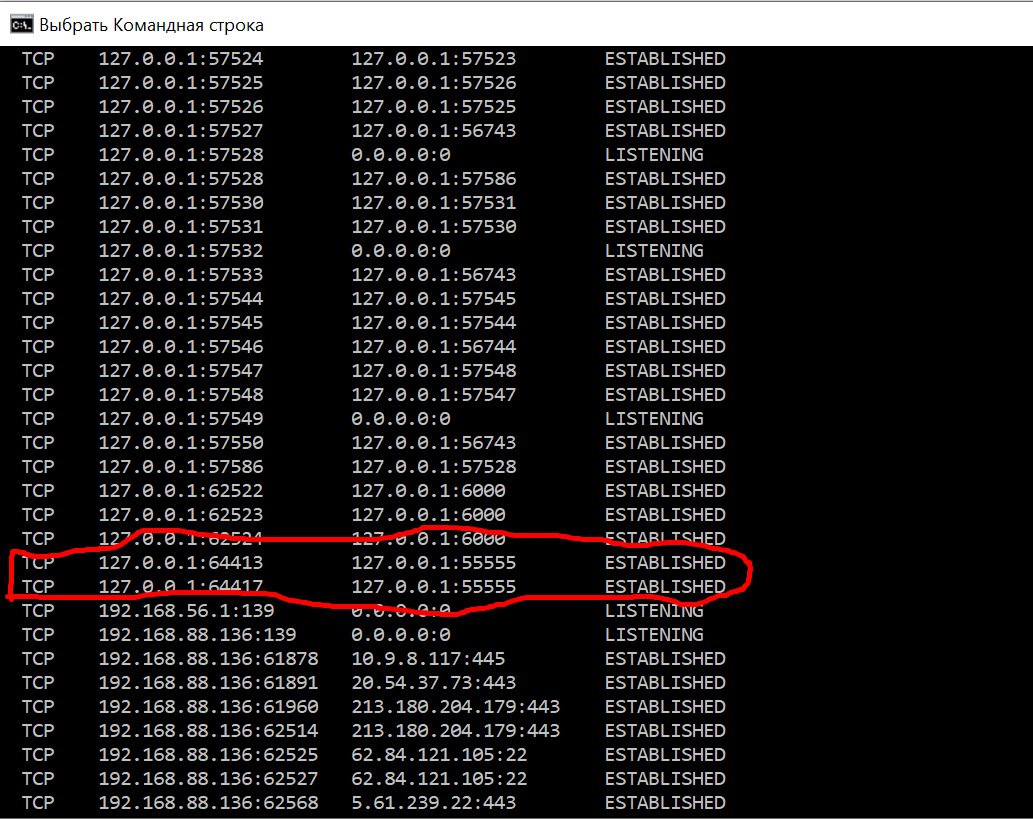 Выбрать Командная строка
TCP 127.0.0.1:57524 127.0.0.1:57523 ESTABLISHED
TCP 127.0.0.1:57525 127.0.0.1:57526 ESTABLISHED
TCP 127.0.0.1:57526 127.0.0.1:57525 ESTABLISHED
TCP 127.0.0.1:57527 127.0.0.1:56743 ESTABLISHED
TCP 127.0.0.1:57528 0.0.0.0:0 LISTENING
TCP 127.0.0.1:57528 127.0.0.1:57586 ESTABLISHED
TCP 127.0.0.1:57530 127.0.0.1:57531 ESTABLISHED
TCP 127.0.0.1:57531 127.0.0.1:57530 ESTABLISHED
TCP 127.0.0.1:57532 0.0.0.0:0 LISTENING
TCP 127.0.0.1:57533 127.0.0.1:56743 ESTABLISHED
TCP 127.0.0.1:57544 127.0.0.1:57545 ESTABLISHED
TCP 127.0.0.1:57545 127.0.0.1:57544 ESTABLISHED
TCP 127.0.0.1:57546 127.0.0.1:56744 ESTABLISHED
TCP 127.0.0.1:57547 127.0.0.1:57548 ESTABLISHED
TCP 127.0.0.1:57548 127.0.0.1:57547 ESTABLISHED
TCP 127.0.0.1:57549 0.0.0.0:0 LISTENING
TCP 127.0.0.1:57550 127.0.0.1:56743 ESTABLISHED
TCP 127.0.0.1:57586 127.0.0.1:57528 ESTABLISHED
TCP 127.0.0.1:62522 127.0.0.1:6000 ESTABLISHED
TCP 127.0.0.1:62523 127.0.0.1:6000 ESTABLISHED
TCP 127.0.0.1:62524 127.0.0.1:6000 ESTABLISHED
TCP 127.0.0.1:64413 127.0.0.1:55555 ESTABLISHED
TCP 127.0.0.1:64417 127.0.0.1:55555 ESTABLISHED
TCP 192.168.56.1:139 0.0.0.0:0 LISTENING
TCP 192.168.88.136:139 0.0.0.0:0 LISTENING
TCP 192.168.88.136:61878 10.9.8.117:445 ESTABLISHED
TCP 192.168.88.136:61891 20.54.37.73:443 ESTABLISHED
TCP 192.168.88.136:61960 213.180.204.179:443 ESTABLISHED
TCP 192.168.88.136:62514 213.180.204.179:443 ESTABLISHED
TCP 192.168.88.136:62525 62.84.121.105:22 ESTABLISHED
TCP 192.168.88.136:62527 62.84.121.105:22 ESTABLISHED
TCP 192.168.88.136:62568 5.61.239.22:443 ESTABLISHED